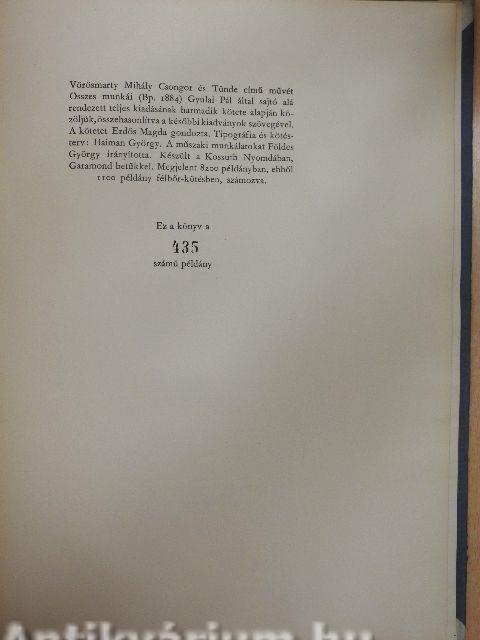 Vörösmarty Mihály Csongor és Tünde című művét
Összes munkái (Bp. 1884) Gyulai Pál által sajtó alá
rendezett teljes kiadásának harmadik kötete alapján kö-
zöljük, összehasonlítva a későbbi kiadványok szövegével.
A kötetet Erdős Magda gondozta. Tipográfia és kötés-
terv: Haiman György. A műszaki munkálatokat Földes
György irányította. Készült a Kossuth Nyomdában,
Garamond betűkkel. Megjelent 8200 példányban, ebből
1100 példány félbőr-kötésben, számozva.
Ez a könyv a
435
számú példány
Antikvárium.hu